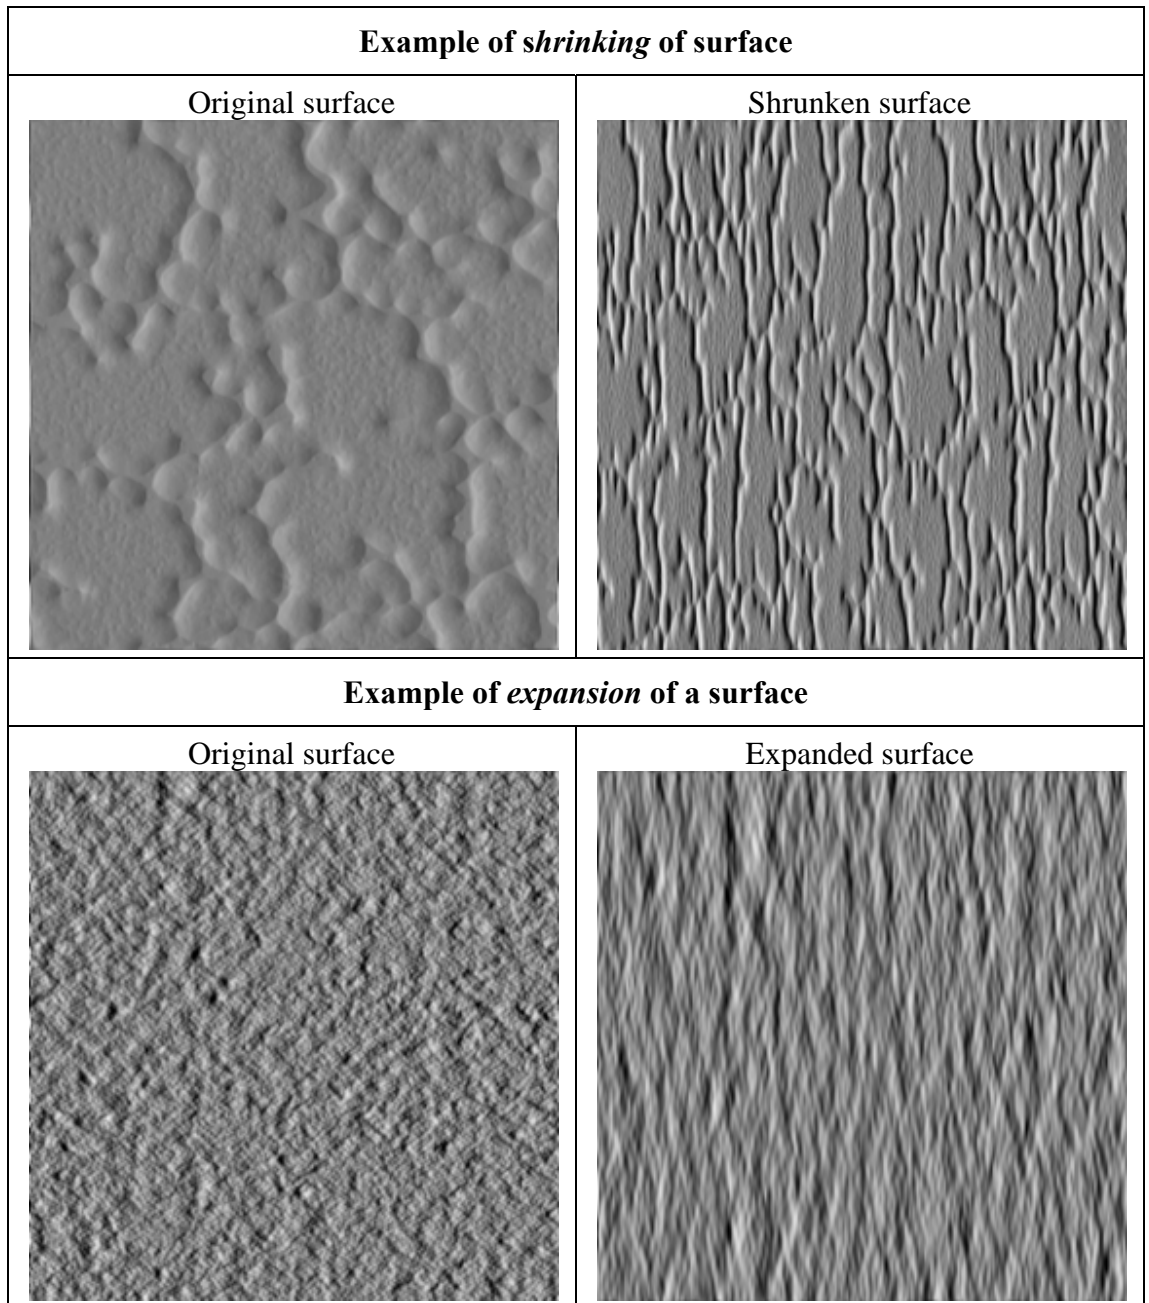 Example of shrinking of surface
Original surface
Shrunken surface
Example of expansion of a surface
Original surface
Expanded surface